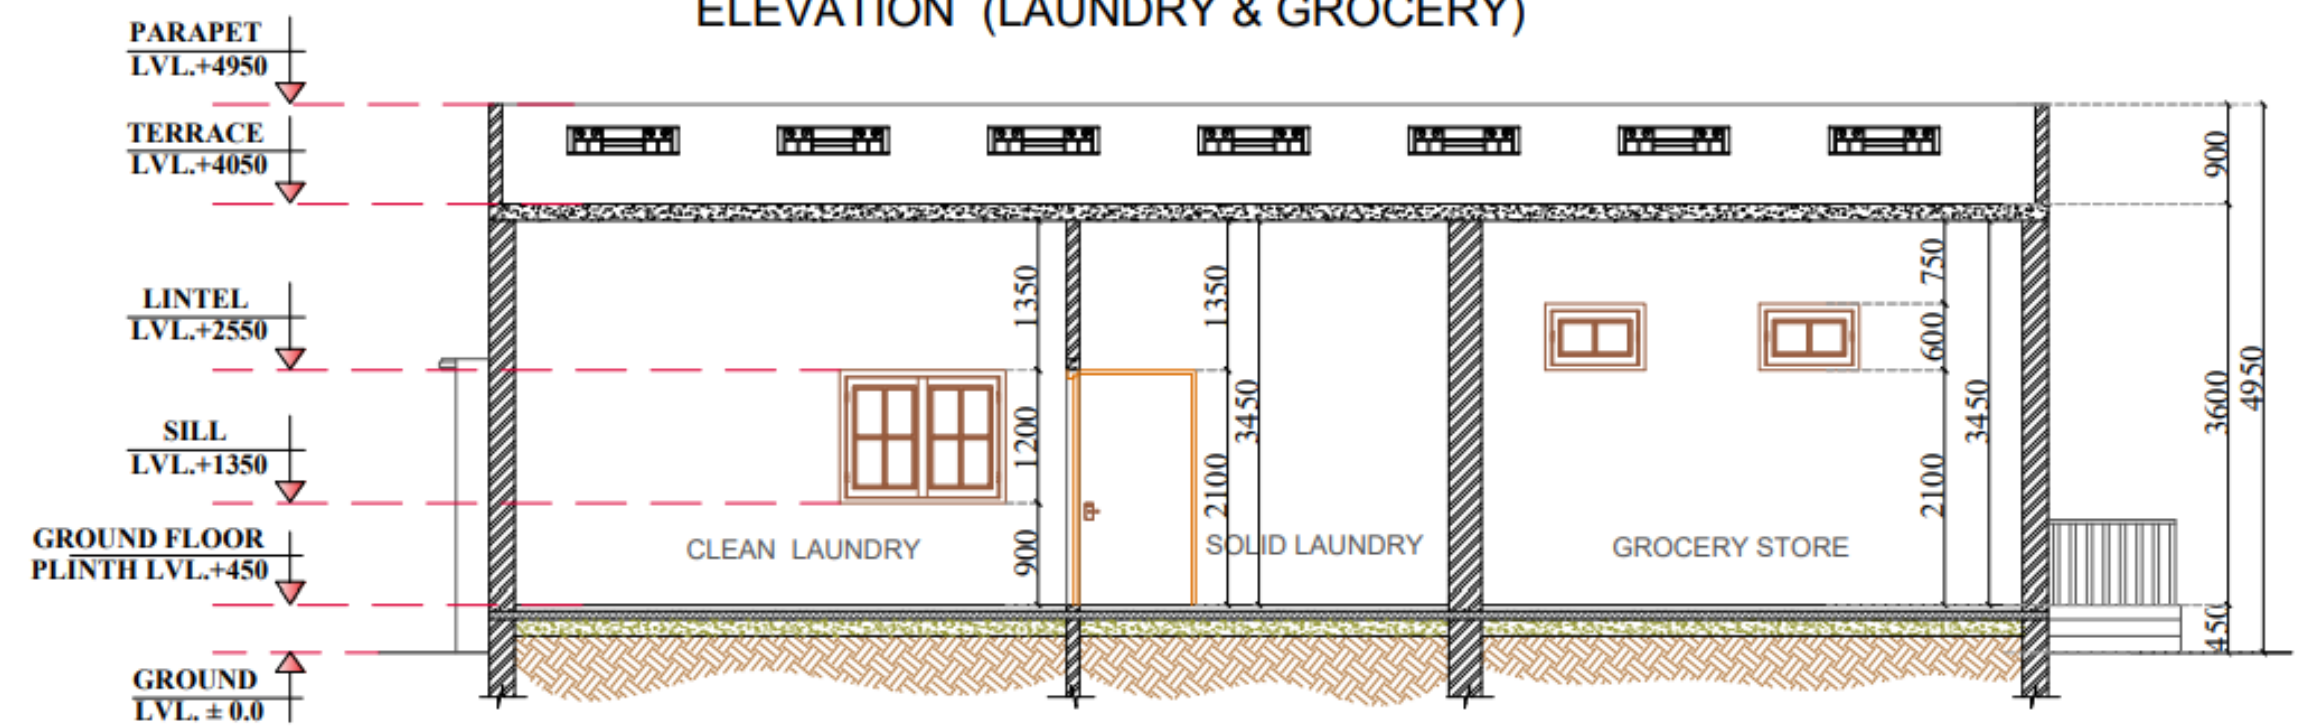 ELEVATION (LAUNDRY & GROCERY)
PARAPET
LVL.+4950
TERRACE
LVL.+4050
LINTEL
LVL.+2550
SILL
LVL.+1350
GROUND FLOOR
PLINTH LVL.+450
GROUND
LVL. ± 0.0
1350
1200
900
CLEAN LAUNDRY
1350
2100
3450
SOLID LAUNDRY
GROCERY STORE
750
600
2100
3450
900
3600
450
4950